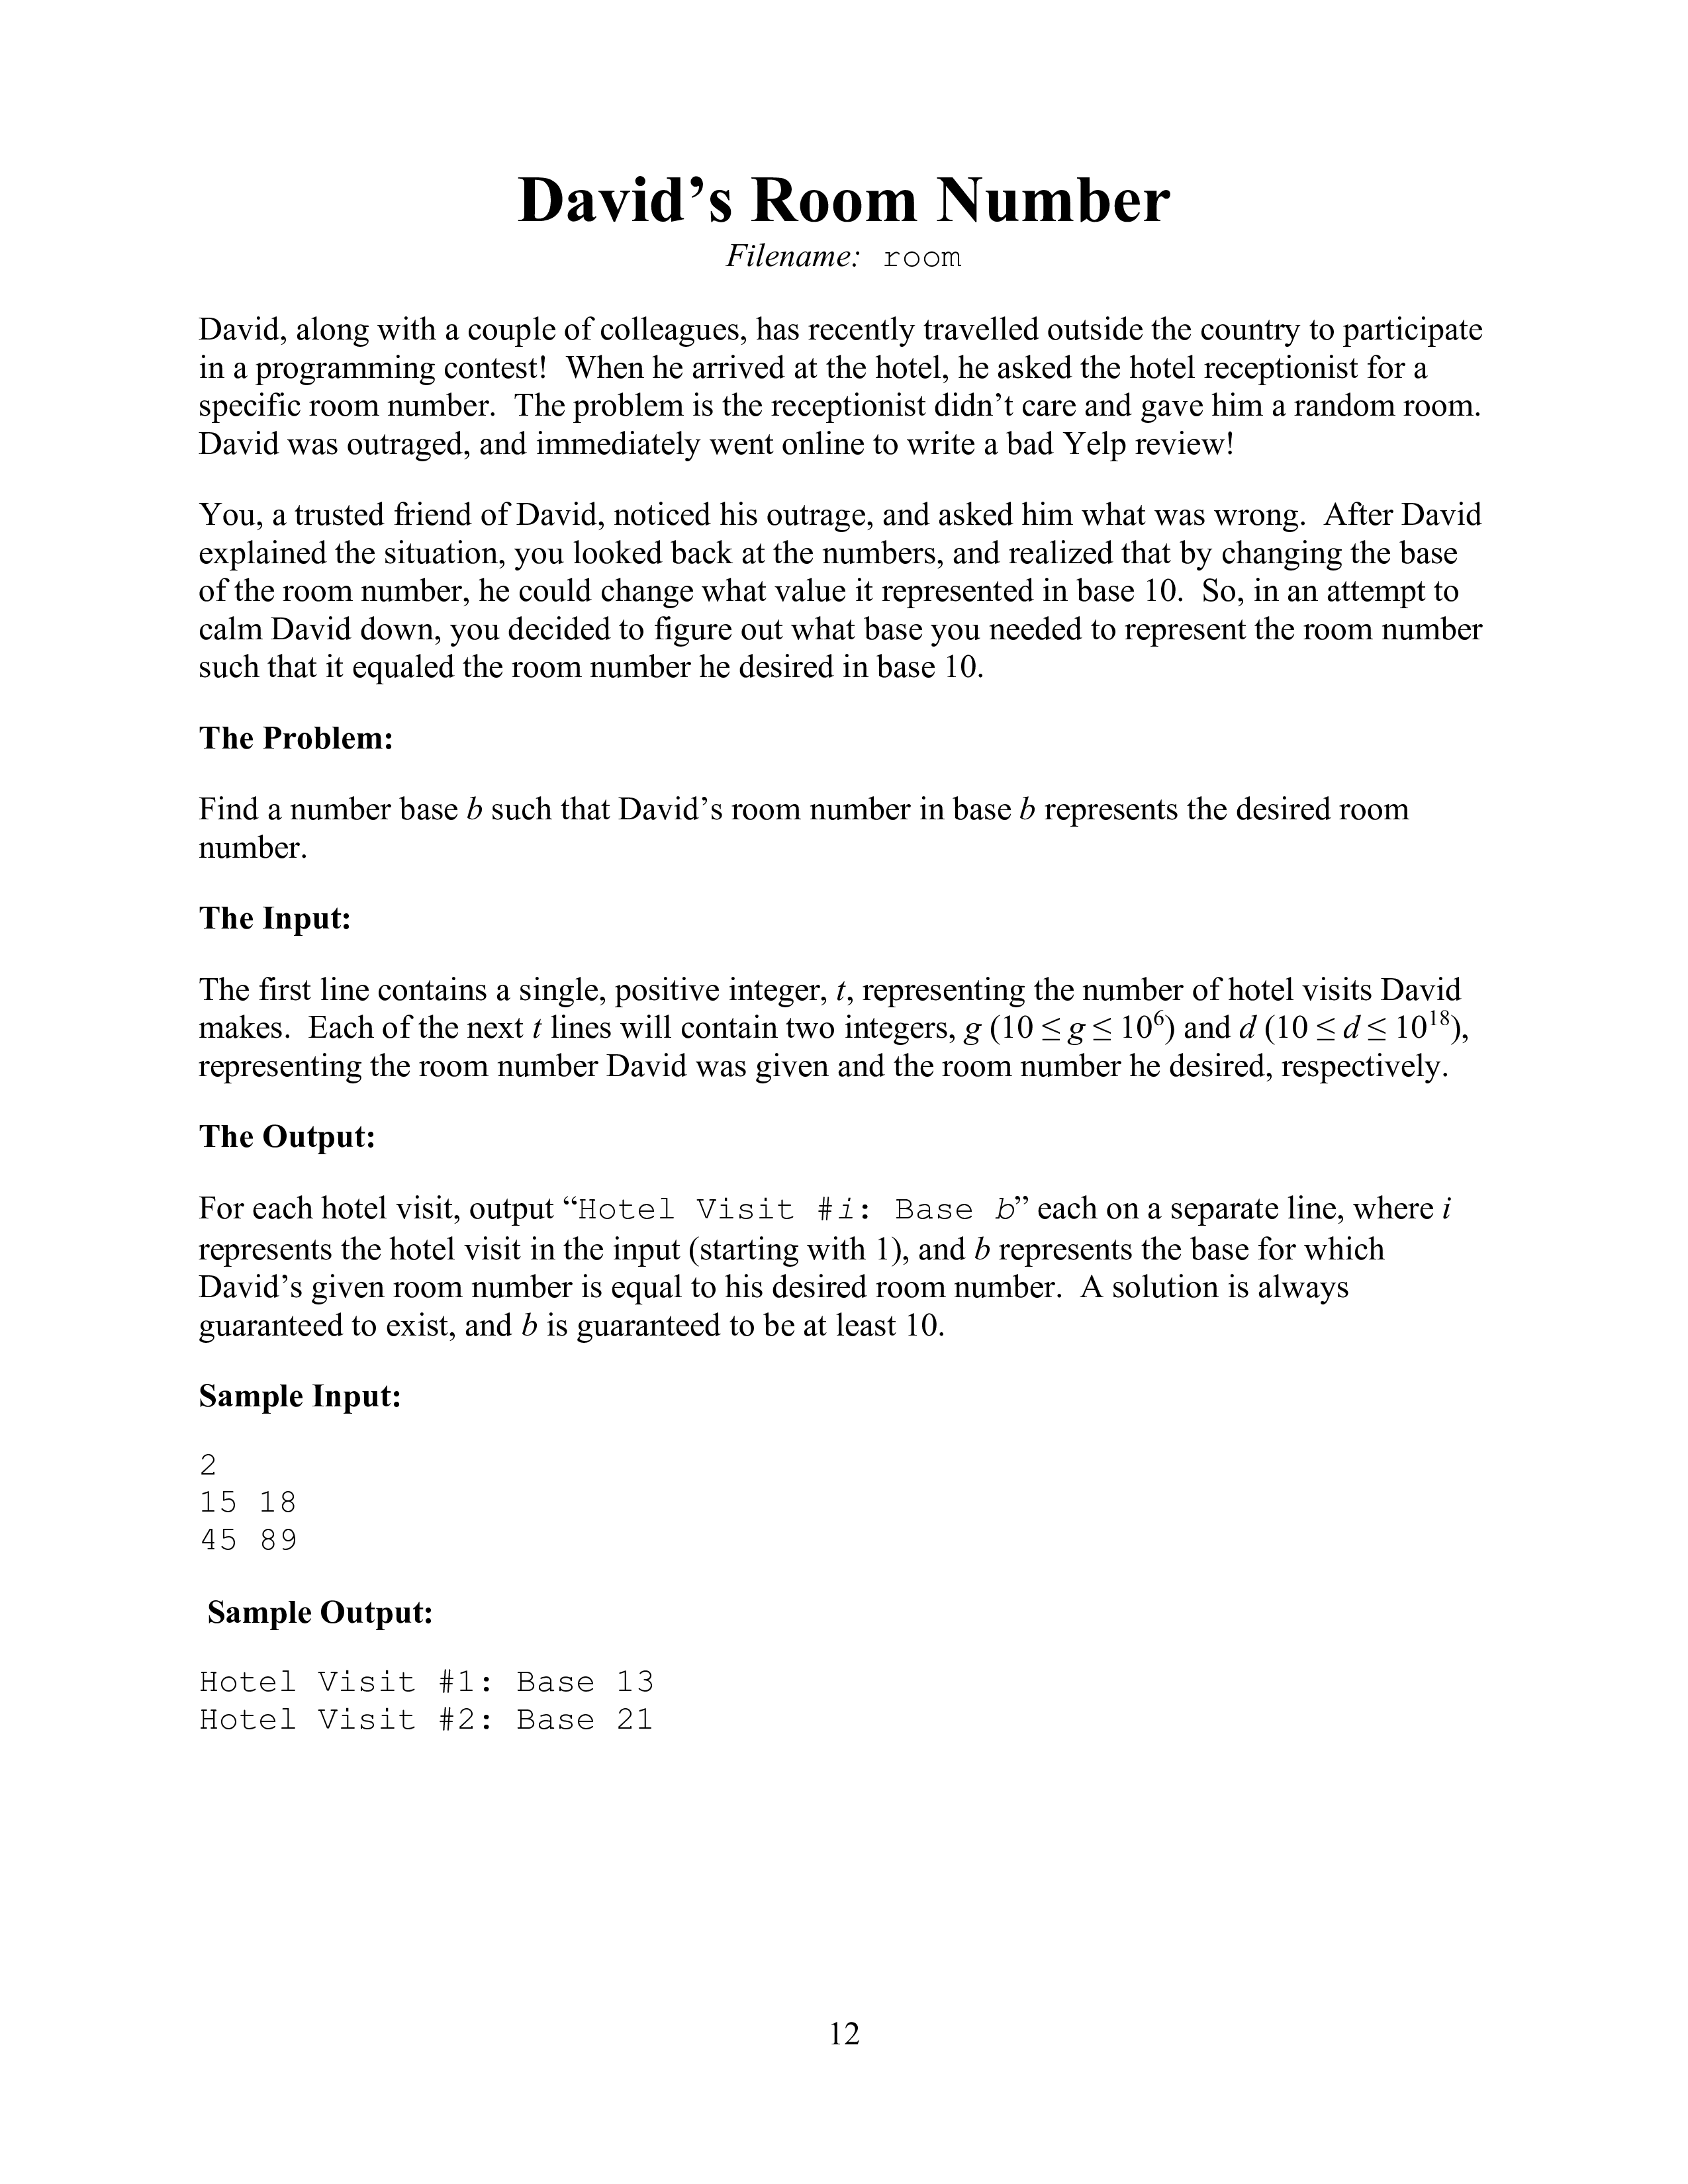 David’s Room Number
Filename: room
David, along with a couple of colleagues, has recently travelled outside the country to participate
in a programming contest! When he arrived at the hotel, he asked the hotel receptionist for a
specific room number. The problem is the receptionist didn’t care and gave him a random room.
David was outraged, and immediately went online to write a bad Yelp review!
You, a trusted friend of David, noticed his outrage, and asked him what was wrong. After David
explained the situation, you looked back at the numbers, and realized that by changing the base
of the room number, he could change what value it represented in base 10. So, in an attempt to
calm David down, you decided to figure out what base you needed to represent the room number
such that it equaled the room number he desired in base 10.
The Problem:
Find a number base b such that David’s room number in base b represents the desired room
number.
The Input:
The first line contains a single, positive integer, t, representing the number of hotel visits David
makes. Each of the next t lines will contain two integers, g (10 ≤ g ≤ 10⁶) and d (10 ≤ d ≤ 10¹⁸),
representing the room number David was given and the room number he desired, respectively.
The Output:
For each hotel visit, output “Hotel Visit #i: Base b” each on a separate line, where i
represents the hotel visit in the input (starting with 1), and b represents the base for which
David’s given room number is equal to his desired room number. A solution is always
guaranteed to exist, and b is guaranteed to be at least 10.
Sample Input:
2
15 18
45 89
Sample Output:
Hotel Visit #1: Base 13
Hotel Visit #2: Base 21
12